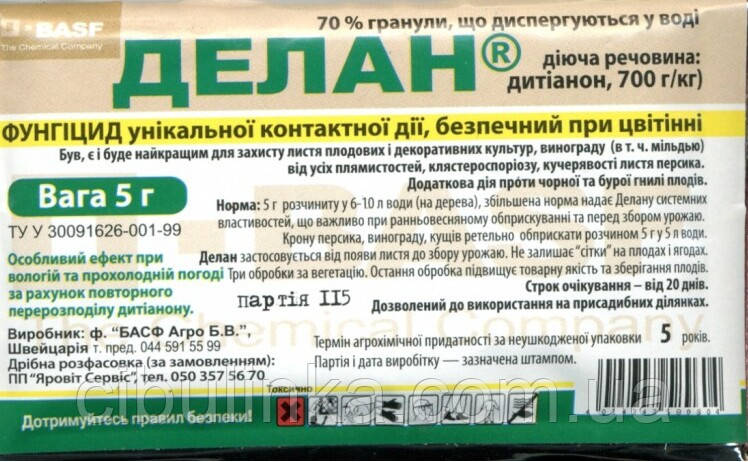 BASF
The Chemical Company
70 % гранули, що диспергуються у воді
ДЕЛАН®
діюча речовина:
дитіанон, 700 г/кг)
ФУНГІЦИД унікальної контактної дії, безпечний при цвітінні
Був, є і буде найкращим для захисту листя плодових і декоративних культур, винограду (в т. ч. мільдью)
від усіх плямистостей, клястероспоріозу, кучерявості листя персика.
Додаткова дія проти чорної та бурої гнилі плодів.
Вага 5 г
Норма: 5 г розчиниту у 6-10 л води (на дерева), збільшена норма надає Делану системних
властивостей, що важливо при ранньовесняному обприскуванні та перед збором урожаю.
Крону персика, винограду, кущів ретельно обприскати розчином 5 г у 5 л води.
ТУ У 30091626-001-99
Особливий ефект при
вологій та прохолодній погоді
за рахунок повторного
перерозподілу дитіанону.
Делан застосовується від появи листя до збору урожаю. Не залишає “сітки” на плодах і ягодах.
Три обробки за вегетацію. Остання обробка підвищує товарну якість та зберігання плодів.
Строк очікування – від 20 днів.
партія 115
Дозволений до використання на присадибних ділянках.
The Chemical Company
Виробник: ф. “БАСФ Агро Б.В.”,
Швейцарія т. пред. 044 591 55 99
Дрібна розфасовка (за замовленням):
ПП “Яровіт Сервіс”, тел. 050 357 56 70
Термін агрохімічної придатності за неушкодженої упаковки 5 років.
Партія і дата виробітку — зазначена штампом.
Токсично
cibulinka.com.ua
Дотримуйтесь правил безпеки!